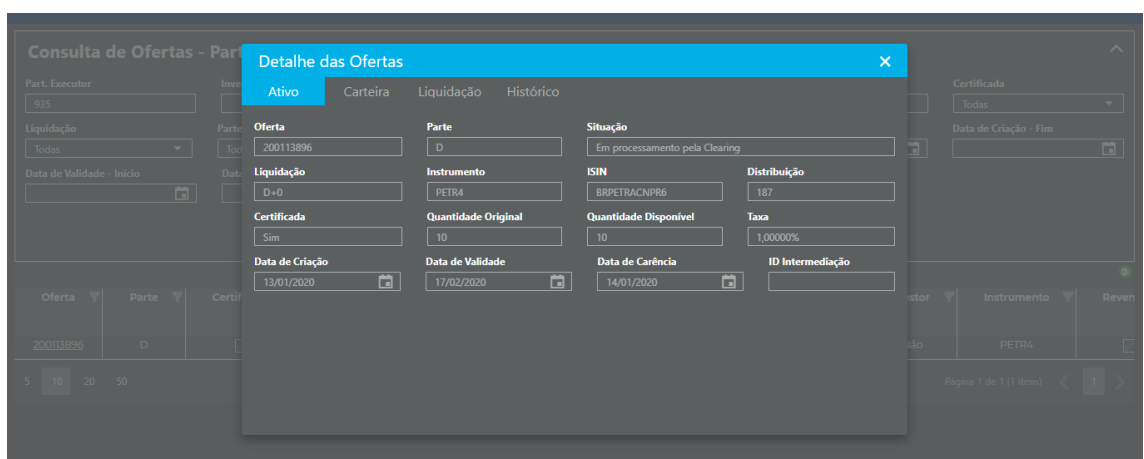 Consulta de Ofertas - Part
Detalhe das Ofertas ×
Ativo Carteira Liquidação Histórico
Part. Executor
Certificada
935
Todas
Liquidação
Data de Criação - Fim
Todas
Data de Validade - Início
Oferta Parte Situação
200113896 D Em processamento pela Clearing
Liquidação Instrumento ISIN Distribuição
D+0 PETR4 BRPETRACNPR6 187
Certificada Quantidade Original Quantidade Disponível Taxa
Sim 10 10 1,00000%
Data de Criação Data de Validade Data de Carência ID Intermediação
13/01/2020 17/02/2020 14/01/2020
Oferta Parte Certif stor Instrumento Revers
200113896 D ão PETR4
5 10 20 50 Página 1 de 1 (1 itens) 1